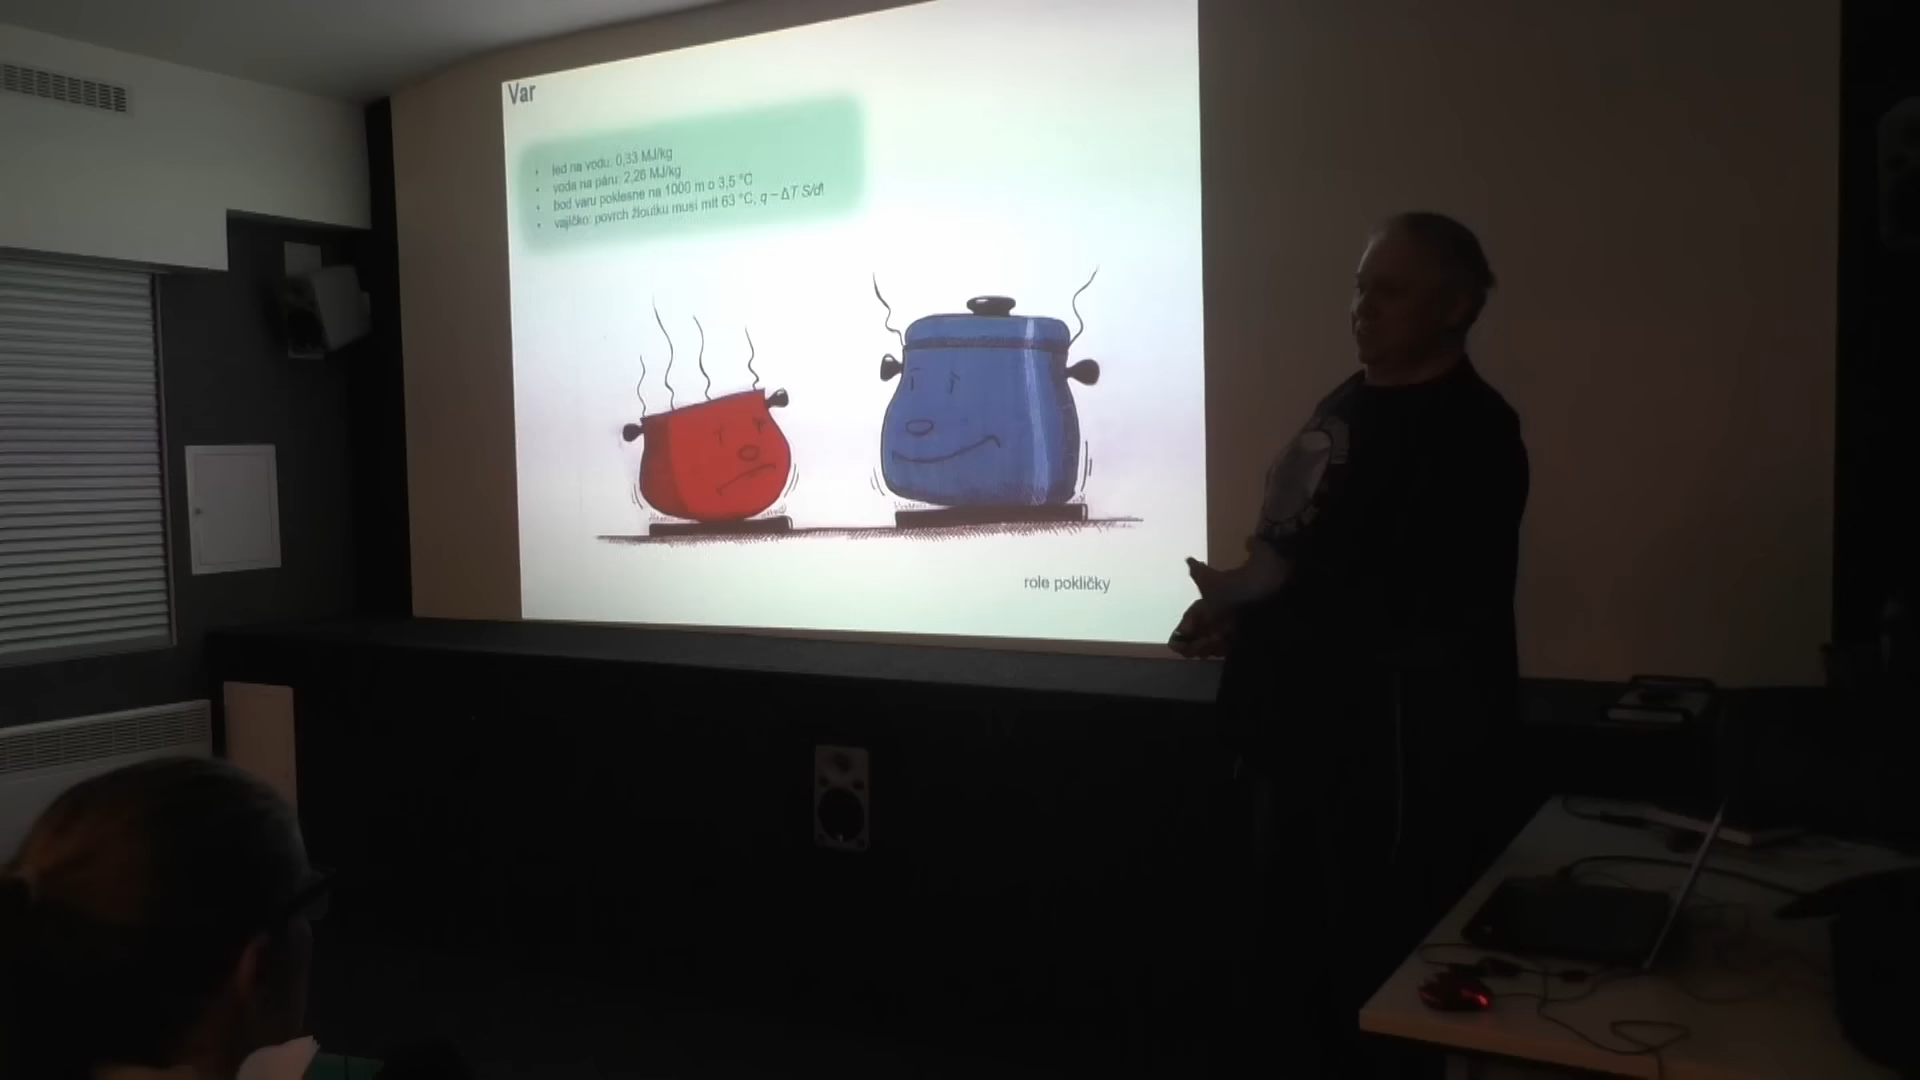 Var
• led na vodu: 0,33 MJ/kg
• voda na páru: 2,26 MJ/kg
• bod varu poklesne na 1000 m o 3,5 °C
• vajíčko: povrch žloutku musí mít 63 °C, q ~ ΔT S/d!
role pokličky